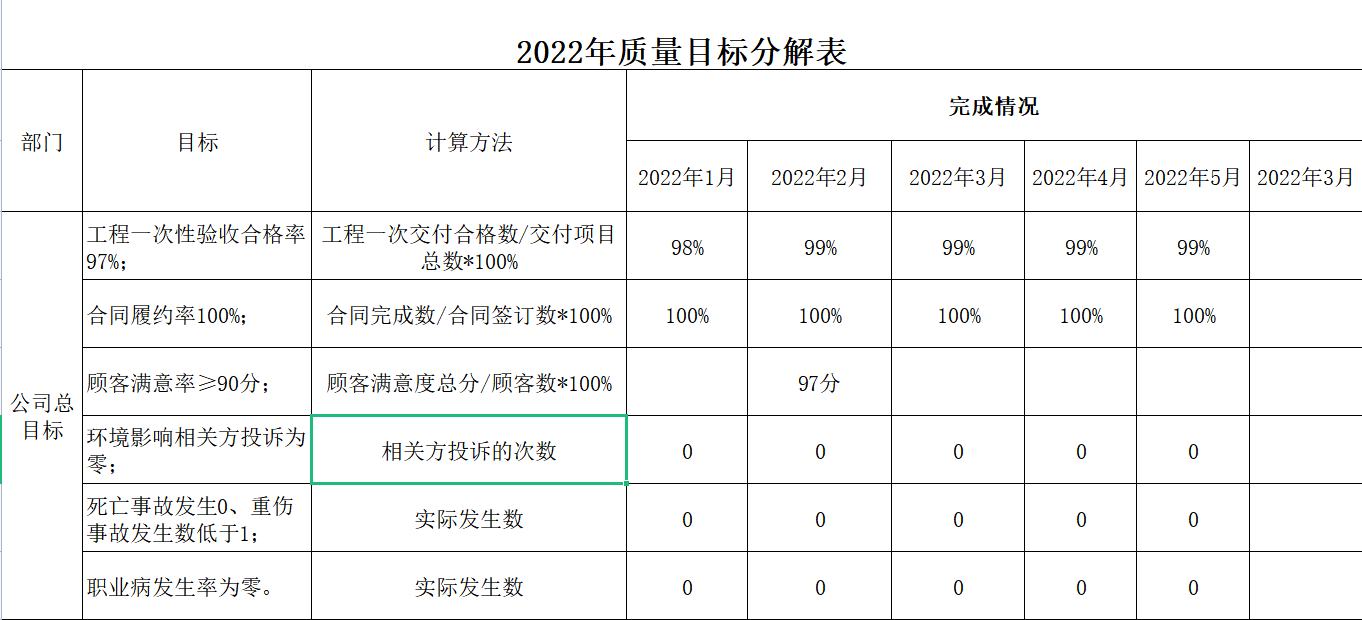 2022年质量目标分解表
部门
目标
计算方法
完成情况
2022年1月
2022年2月
2022年3月
2022年4月
2022年5月
2022年3月
公司总
目标
工程一次性验收合格率
97%;
工程一次交付合格数/交付项目
总数*100%
98%
99%
99%
99%
99%
合同履约率100%;
合同完成数/合同签订数*100%
100%
100%
100%
100%
100%
顾客满意率≥90分;
顾客满意度总分/顾客数*100%
97分
环境影响相关方投诉为
零;
相关方投诉的次数
0
0
0
0
0
死亡事故发生0、重伤
事故发生数低于1;
实际发生数
0
0
0
0
0
职业病发生率为零。
实际发生数
0
0
0
0
0